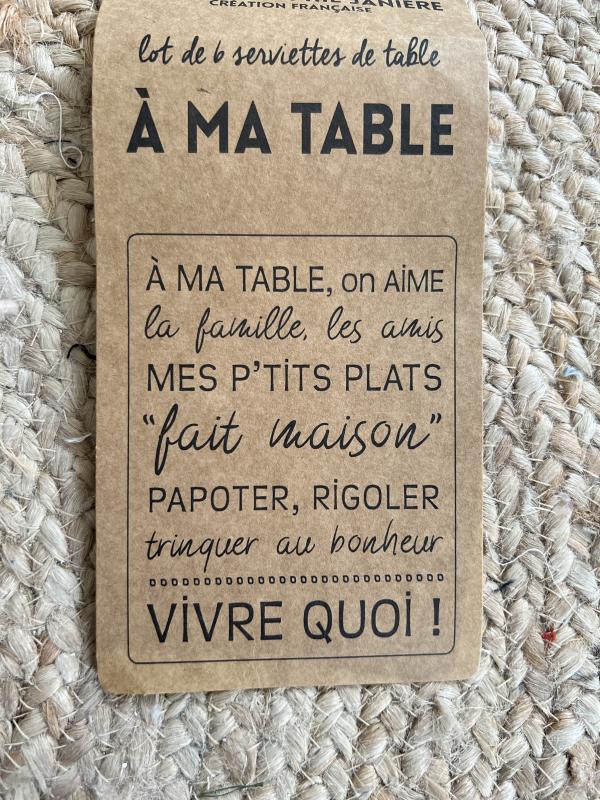 JANIÈRE
CRÉATION FRANÇAISE
lot de 6 serviettes de table
À MA TABLE
À MA TABLE, on AiME
la famille, les amis
MES P'TiTS PLATS
"fait maison"
PAPOTER, RiGOLER
trinquer au bonheur
ViVRE QUOi !